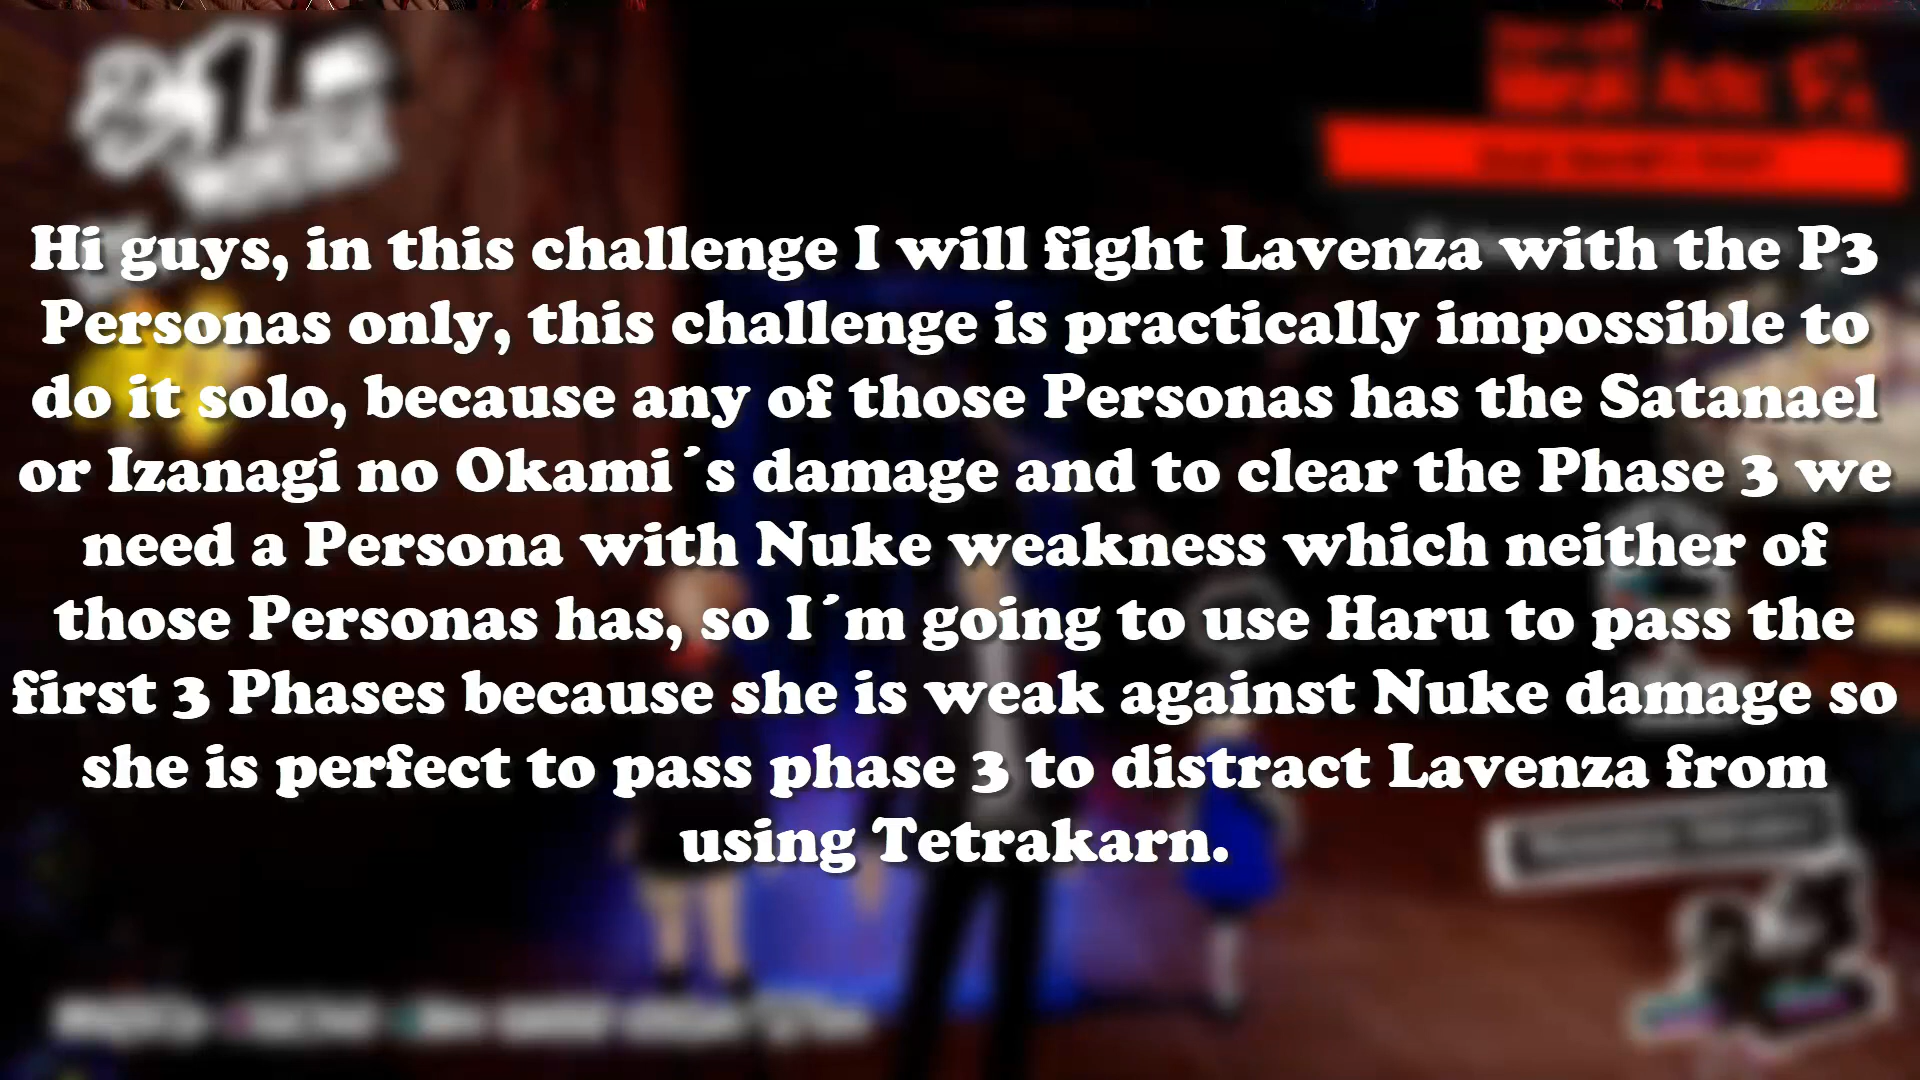 Hi guys, in this challenge I will fight Lavenza with the P3
Personas only, this challenge is practically impossible to
do it solo, because any of those Personas has the Satanael
or Izanagi no Okami´s damage and to clear the Phase 3 we
need a Persona with Nuke weakness which neither of
those Personas has, so I´m going to use Haru to pass the
first 3 Phases because she is weak against Nuke damage so
she is perfect to pass phase 3 to distract Lavenza from
using Tetrakarn.